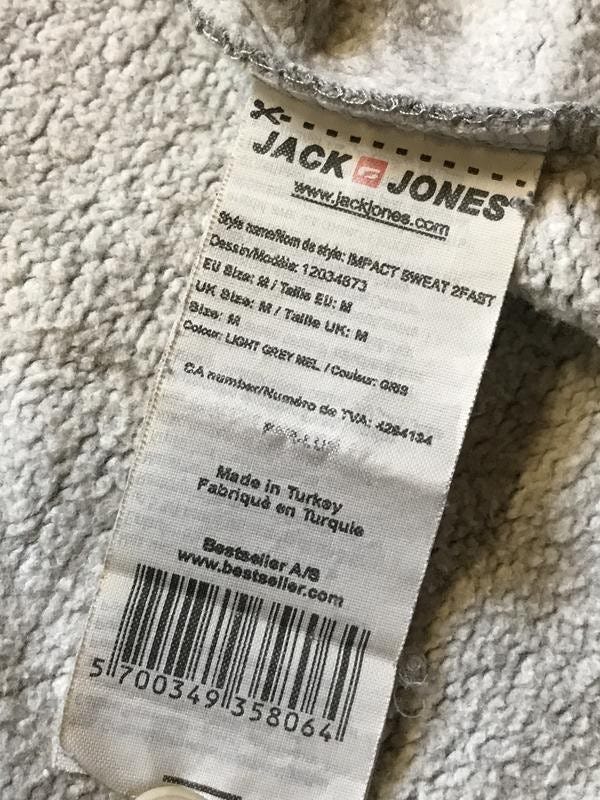 JACK JONES
www.jackjones.com
Style name/Nom de style: IMPACT SWEAT 2FAST
Dessin/Modèle: 12034873
EU Size: M / Taille EU: M
UK Size: M / Taille UK: M
Size: M
Colour: LIGHT GREY MEL. / Couleur: GRIS
CA number/Numéro de TVA: 4294134
Made in Turkey
Fabriqué en Turquie
Bestseller A/S
www.bestseller.com
5 700349 358064